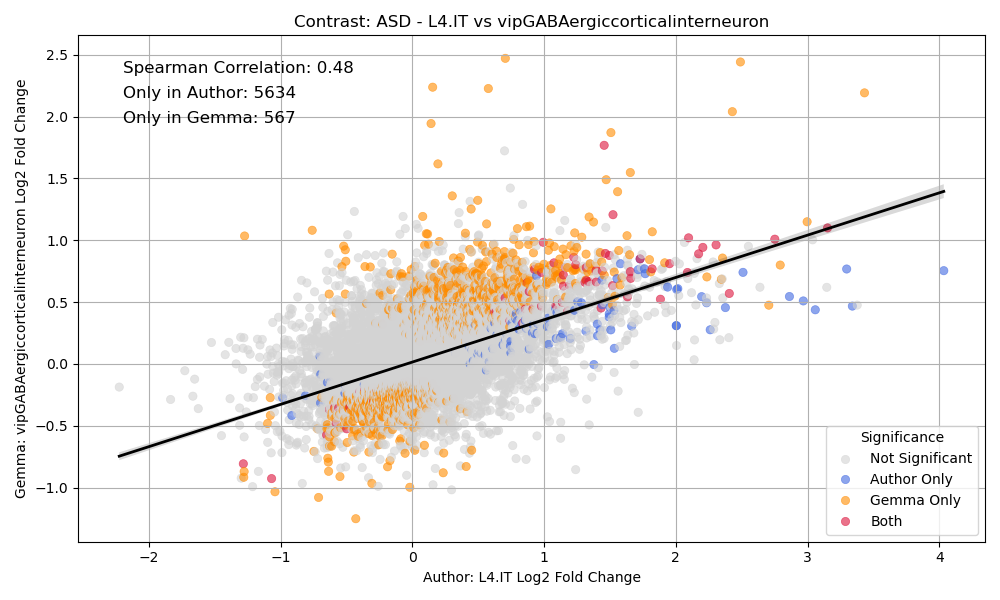 Contrast: ASD - L4.IT vs vipGABAergiccorticalinterneuron
Spearman Correlation: 0.48
Only in Author: 5634
Only in Gemma: 567
Gemma: vipGABAergiccorticalinterneuron Log2 Fold Change
2.5
2.0
1.5
1.0
0.5
0.0
−0.5
−1.0
Significance
Not Significant
Author Only
Gemma Only
Both
−2
−1
0
1
2
3
4
Author: L4.IT Log2 Fold Change